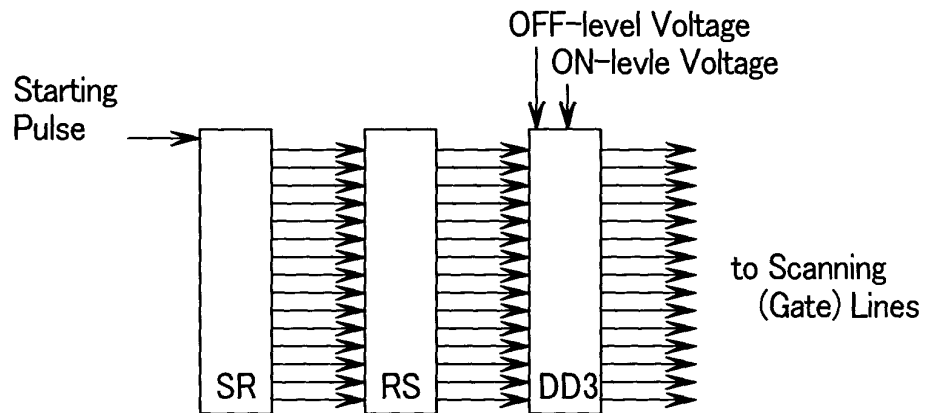 OFF-level Voltage
ON-levle Voltage
Starting
Pulse
to Scanning
(Gate) Lines
SR
RS
DD3